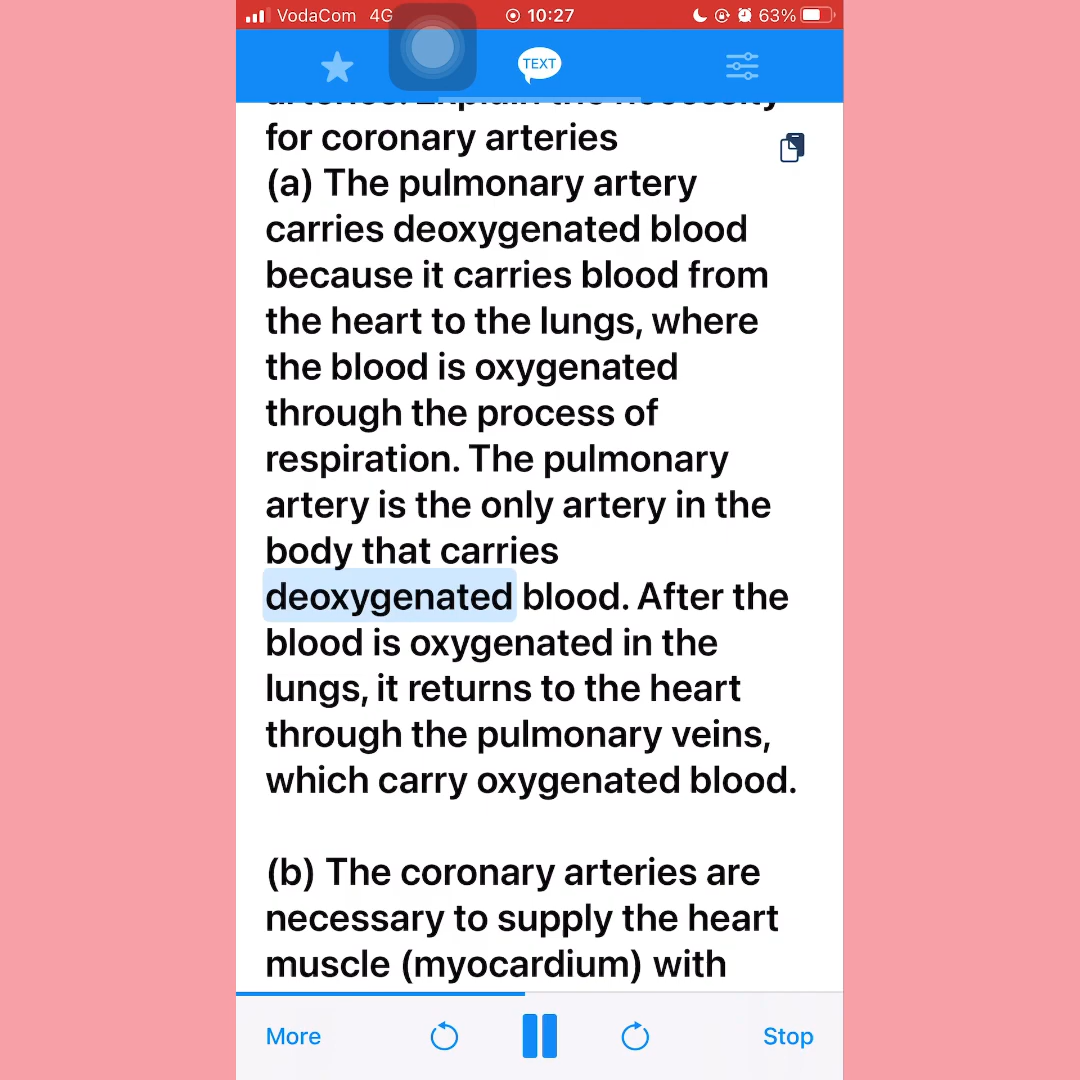 VodaCom 4G 10:27 63%
TEXT
for coronary arteries
(a) The pulmonary artery
carries deoxygenated blood
because it carries blood from
the heart to the lungs, where
the blood is oxygenated
through the process of
respiration. The pulmonary
artery is the only artery in the
body that carries
deoxygenated blood. After the
blood is oxygenated in the
lungs, it returns to the heart
through the pulmonary veins,
which carry oxygenated blood.
(b) The coronary arteries are
necessary to supply the heart
muscle (myocardium) with
More Stop